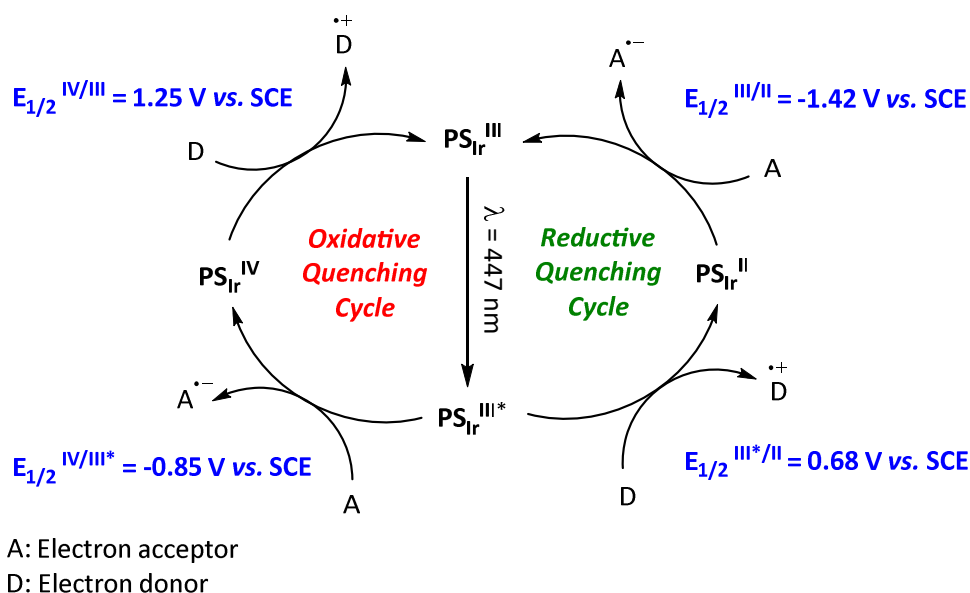 •+
D
A•−
E1/2 IV/III = 1.25 V vs. SCE
E1/2 III/II = -1.42 V vs. SCE
PSIrIII
D
A
λ = 447 nm
Oxidative
Quenching
Cycle
Reductive
Quenching
Cycle
PSIrIV
PSIrII
A•−
PSIrIII*
•+
D
E1/2 IV/III* = -0.85 V vs. SCE
E1/2 III*/II = 0.68 V vs. SCE
A
D
A: Electron acceptor
D: Electron donor